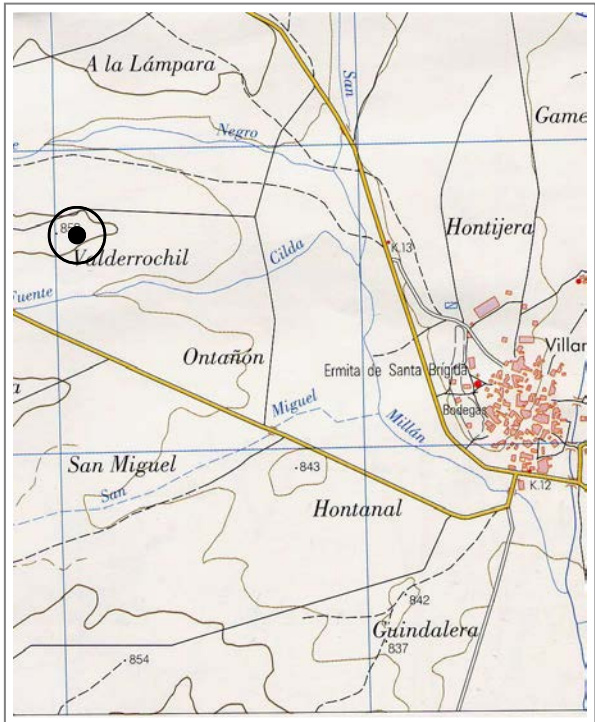 A la Lámpara
San
Negro
Game
K.13
Hontijera
Valderrochil
Cilda
Fuente
Villar
Ontañón
Ermita de Santa Brígida
Bodegas
Miguel
Millán
San Miguel
843
K.12
San
Hontanal
842
Guindalera
837
854